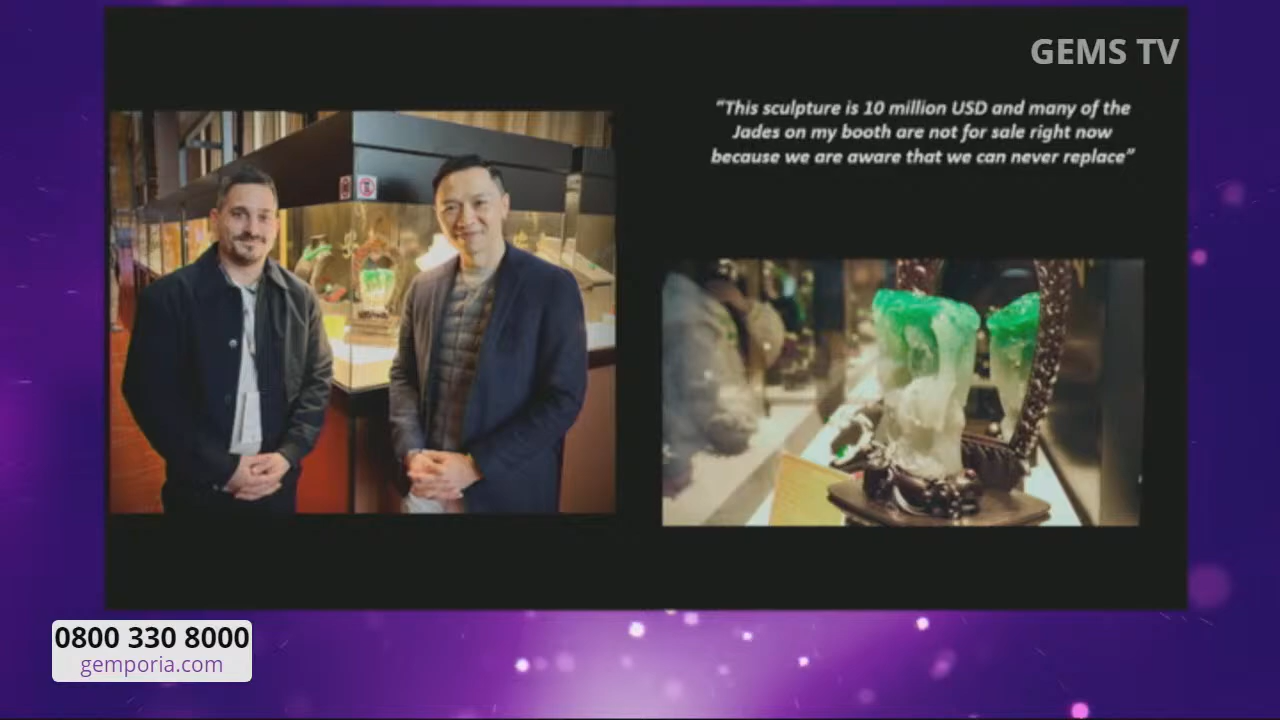 GEMS TV
“This sculpture is 10 million USD and many of the
Jades on my booth are not for sale right now
because we are aware that we can never replace”
0800 330 8000
gemporia.com